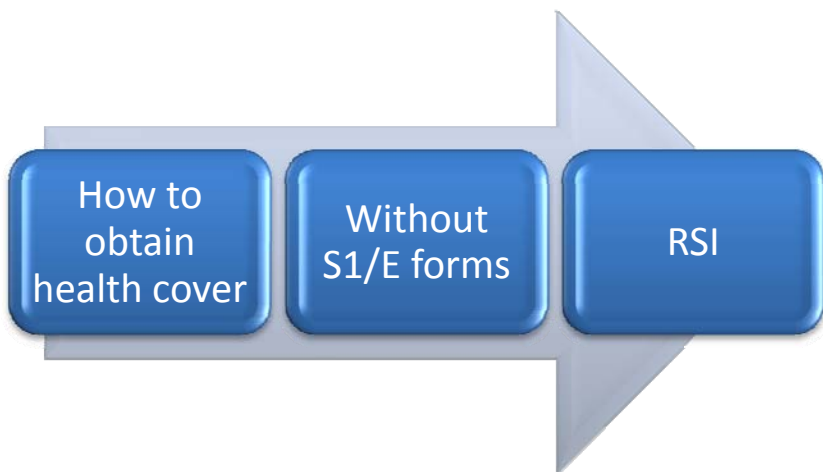 How to
obtain
health cover
Without
S1/E forms
RSI